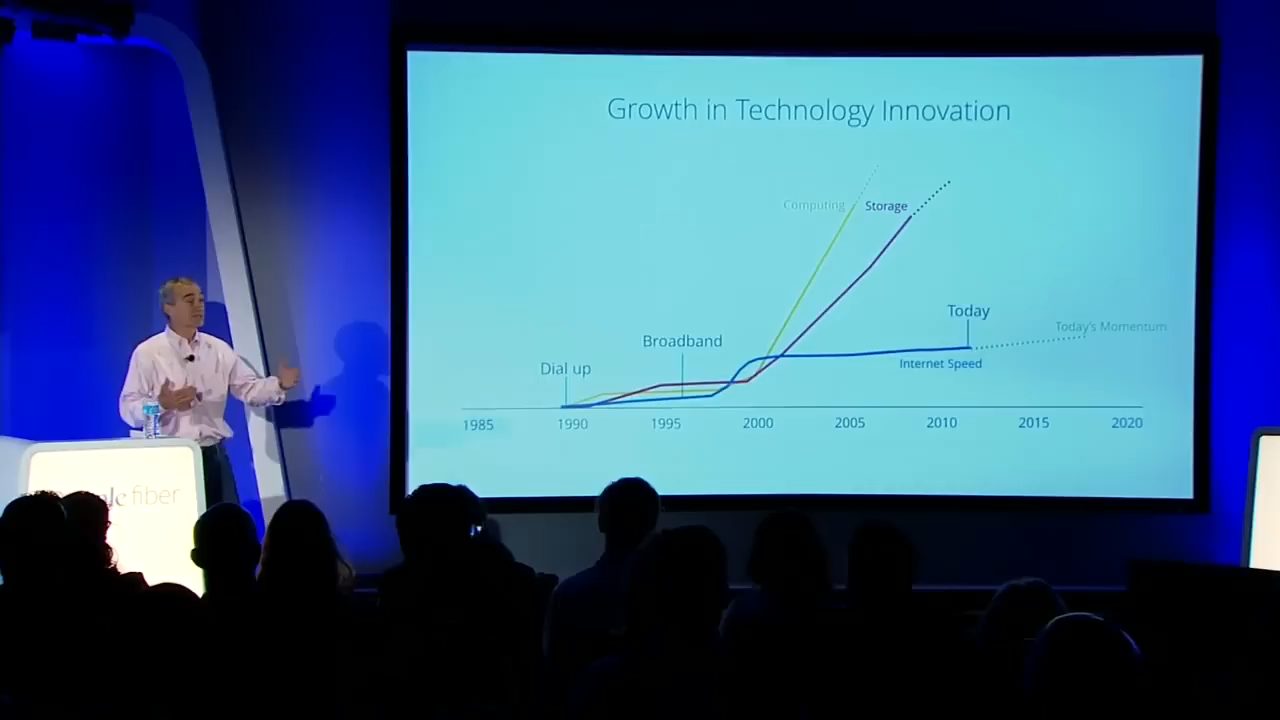 Growth in Technology Innovation
Computing
Storage
Today
Today's Momentum
Broadband
Internet Speed
Dial up
1985 1990 1995 2000 2005 2010 2015 2020
fiber